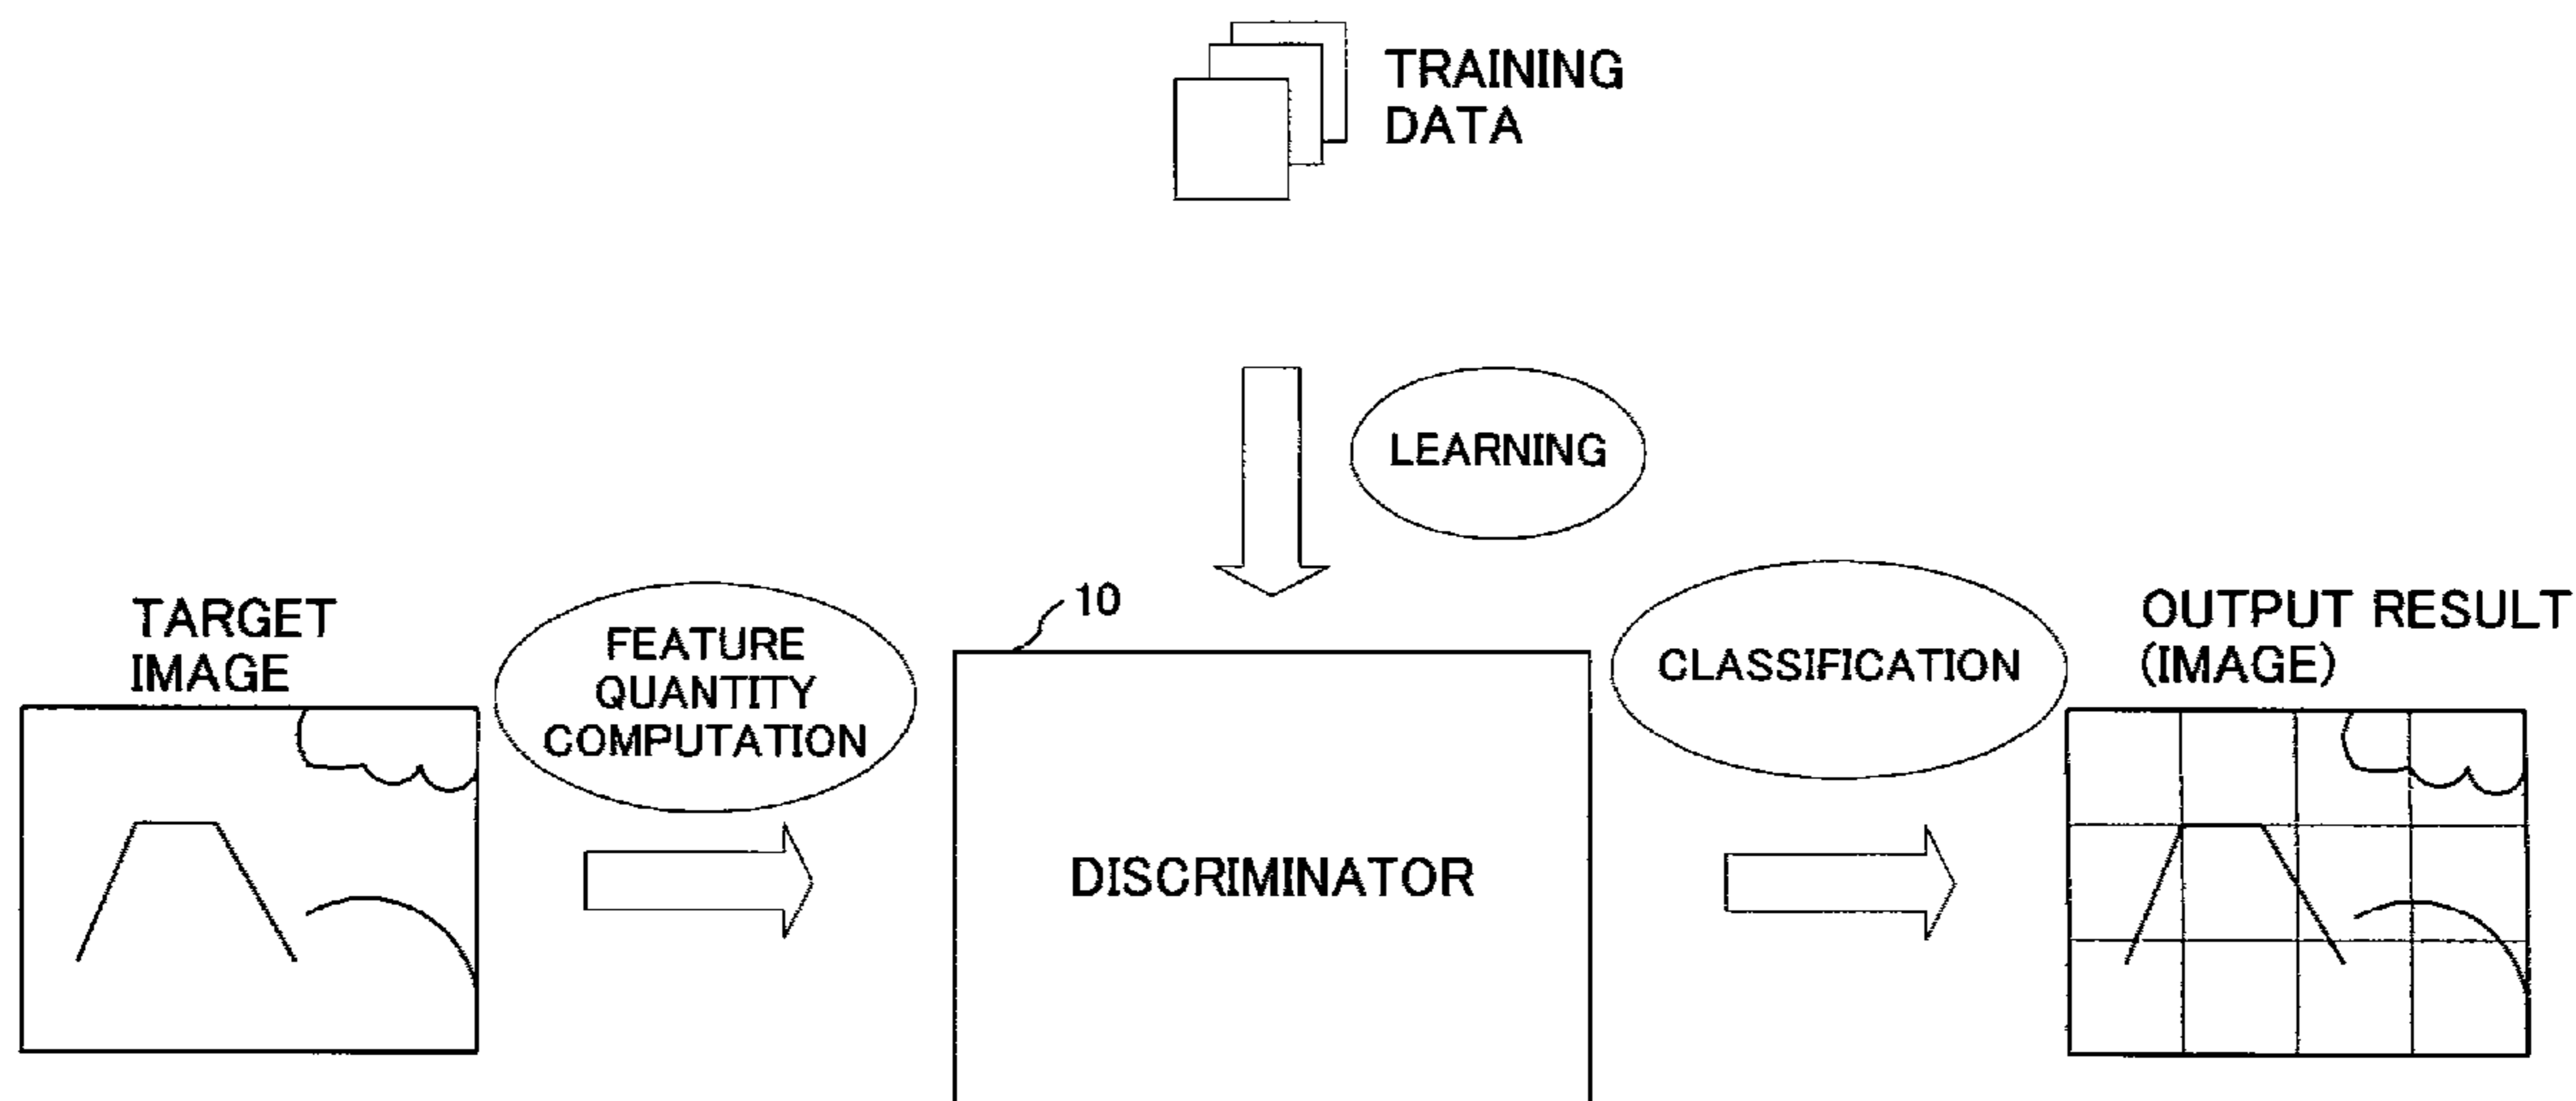 TRAINING
DATA
LEARNING
10
TARGET
IMAGE
FEATURE
QUANTITY
COMPUTATION
DISCRIMINATOR
CLASSIFICATION
OUTPUT RESULT
(IMAGE)